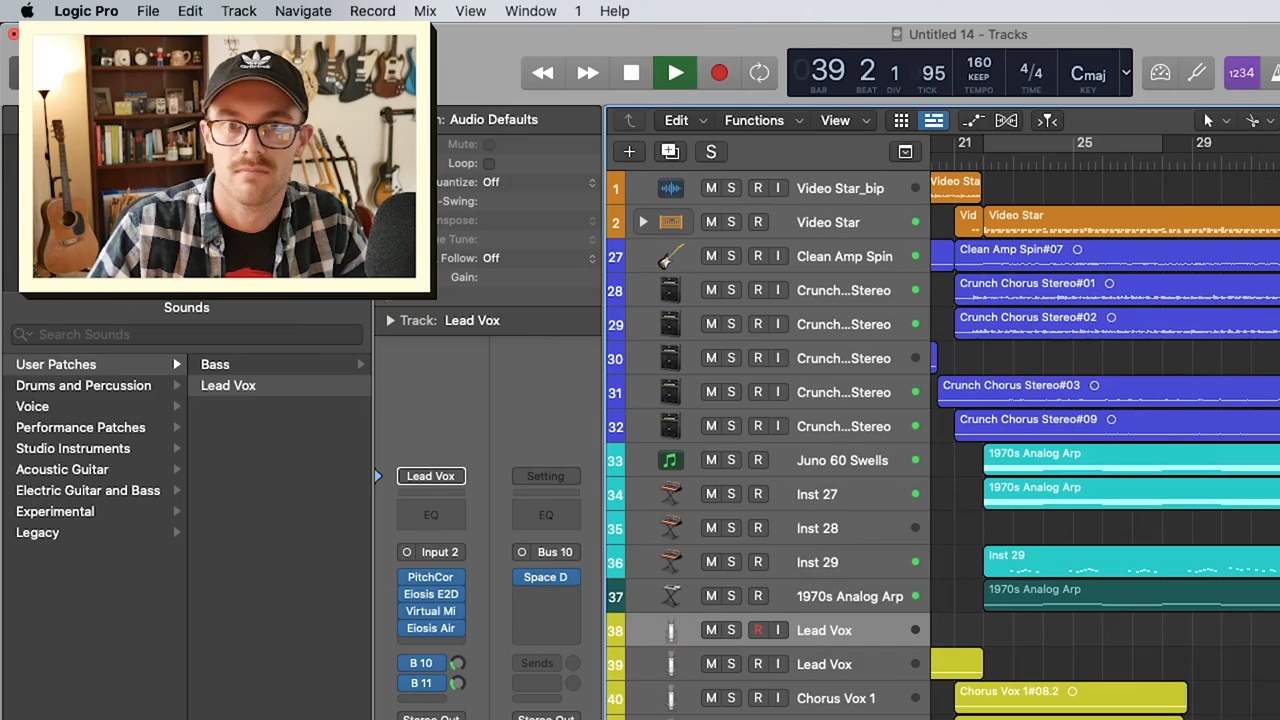 Logic Pro File Edit Track Navigate Record Mix View Window 1 Help
Untitled 14 - Tracks
39 2 1 95 160 4/4 Cmaj
KEEP
BAR BEAT DIV TICK TEMPO TIME KEY
1234
n: Audio Defaults
Mute:
Loop:
uantize: Off
-Swing:
nspose:
e Tune:
Follow: Off
Gain:
Edit Functions View
21 25 29
S
1 M S R I Video Star_bip
Video Sta
2 M S R Video Star
Vid Video Star
27 M S R I Clean Amp Spin
Clean Amp Spin#07
28 M S R I Crunch...Stereo
Crunch Chorus Stereo#01
29 M S R I Crunch...Stereo
Crunch Chorus Stereo#02
30 M S R I Crunch...Stereo
31 M S R I Crunch...Stereo
Crunch Chorus Stereo#03
32 M S R I Crunch...Stereo
Crunch Chorus Stereo#09
33 M S R Juno 60 Swells
1970s Analog Arp
34 M S R Inst 27
1970s Analog Arp
35 M S R Inst 28
36 M S R Inst 29
Inst 29
37 M S R 1970s Analog Arp
1970s Analog Arp
38 M S R I Lead Vox
39 M S R I Lead Vox
40 M S R I Chorus Vox 1
Chorus Vox 1#08.2
Sounds
Search Sounds
User Patches
Drums and Percussion
Voice
Performance Patches
Studio Instruments
Acoustic Guitar
Electric Guitar and Bass
Experimental
Legacy
Bass
Lead Vox
Track: Lead Vox
Lead Vox Setting
EQ EQ
Input 2 Bus 10
PitchCor Space D
Eiosis E2D
Virtual Mi
Eiosis Air
B 10 Sends
B 11
Stereo Out Stereo Out